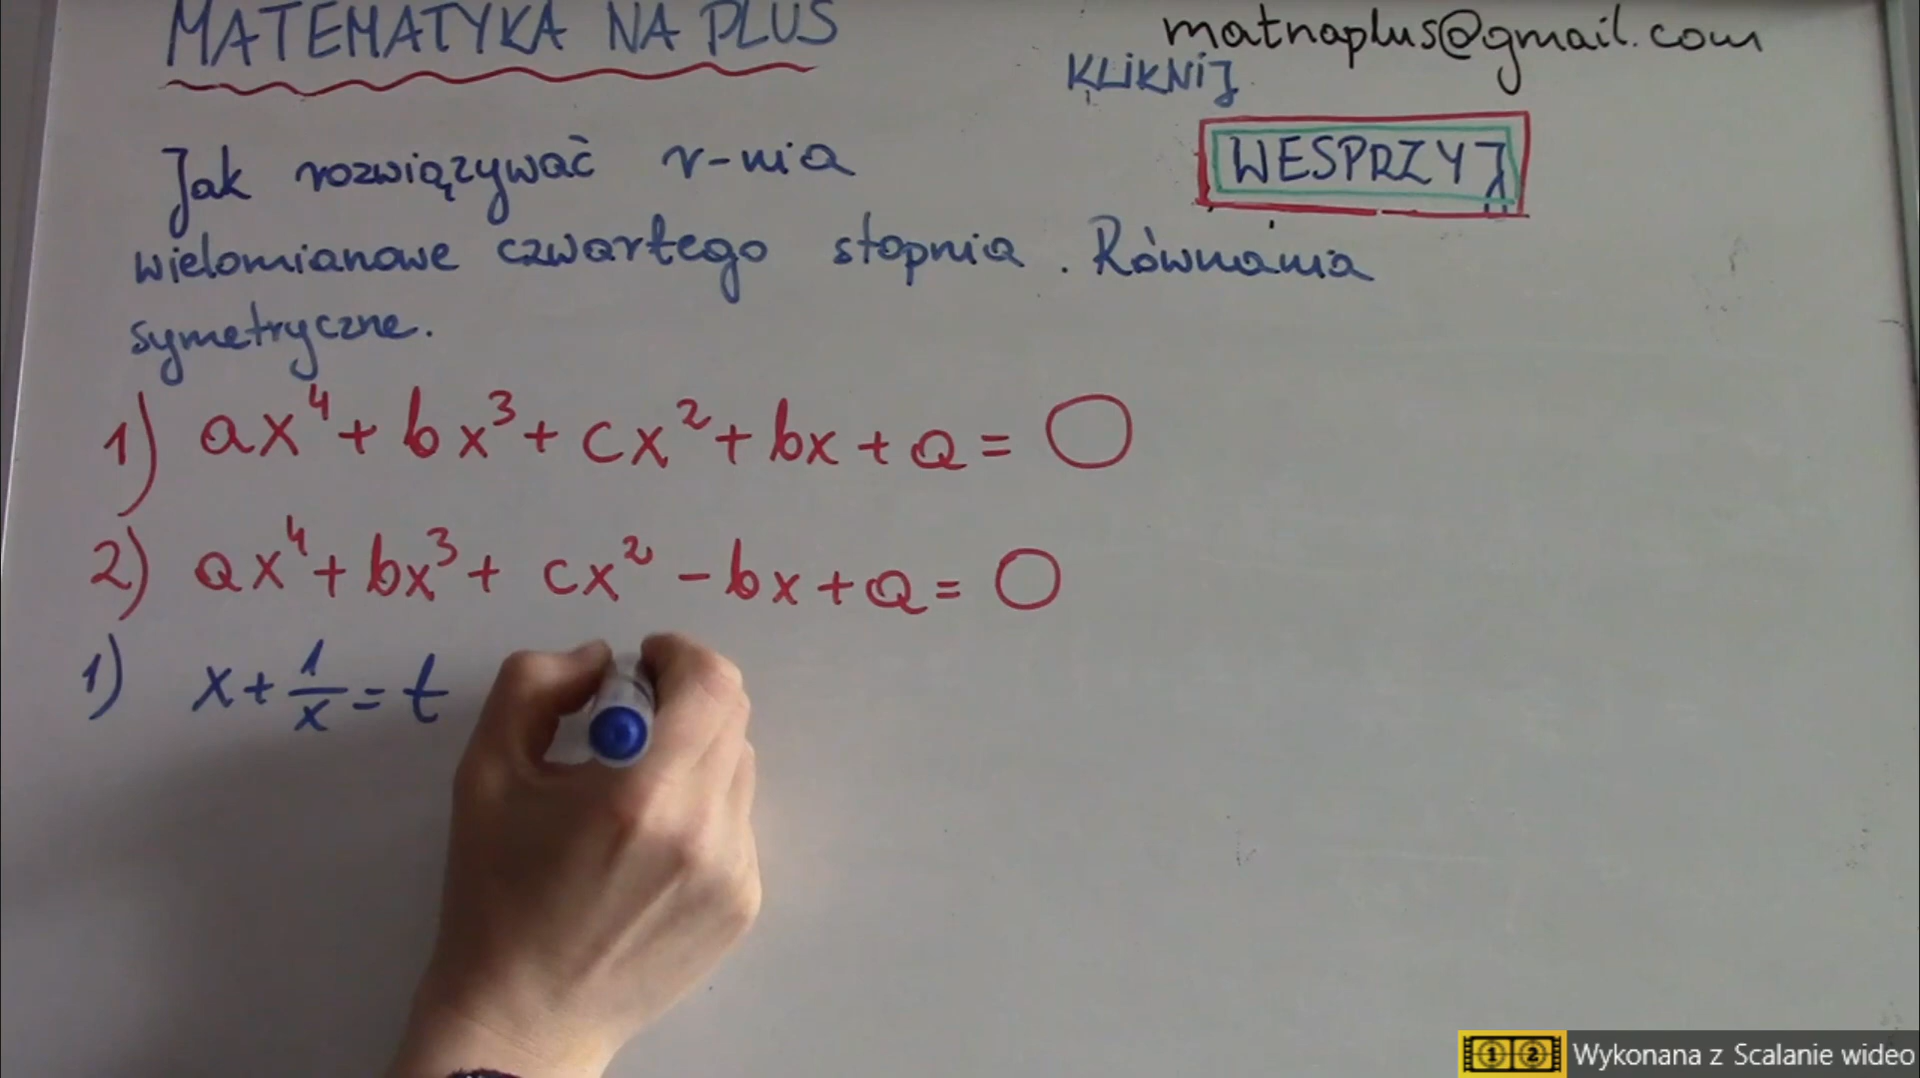 MATEMATYKA NA PLUS
matnaplus@gmail.com
KLIKNIJ
WESPRZYJ
Jak rozwiązywać r-nia
wielomianowe czwartego stopnia. Równania
symetryczne.
1) ax⁴ + bx³ + cx² + bx + a = 0
2) ax⁴ + bx³ + cx² - bx + a = 0
1) x + 1/x = t
Wykonana z Scalanie wideo